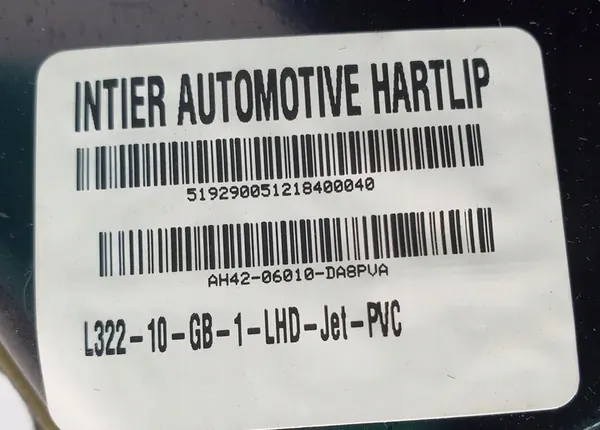 INTIER AUTOMOTIVE HARTLIP
519290051218400040
AH42-06010-DA8PVA
L322-10-GB-1-LHD-Jet-PVC